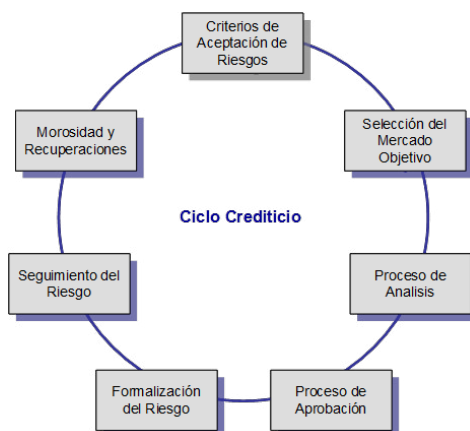 Criterios de
Aceptación de
Riesgos
Selección del
Mercado
Objetivo
Proceso de
Analisis
Proceso de
Aprobación
Formalización
del Riesgo
Seguimiento del
Riesgo
Morosidad y
Recuperaciones
Ciclo Crediticio